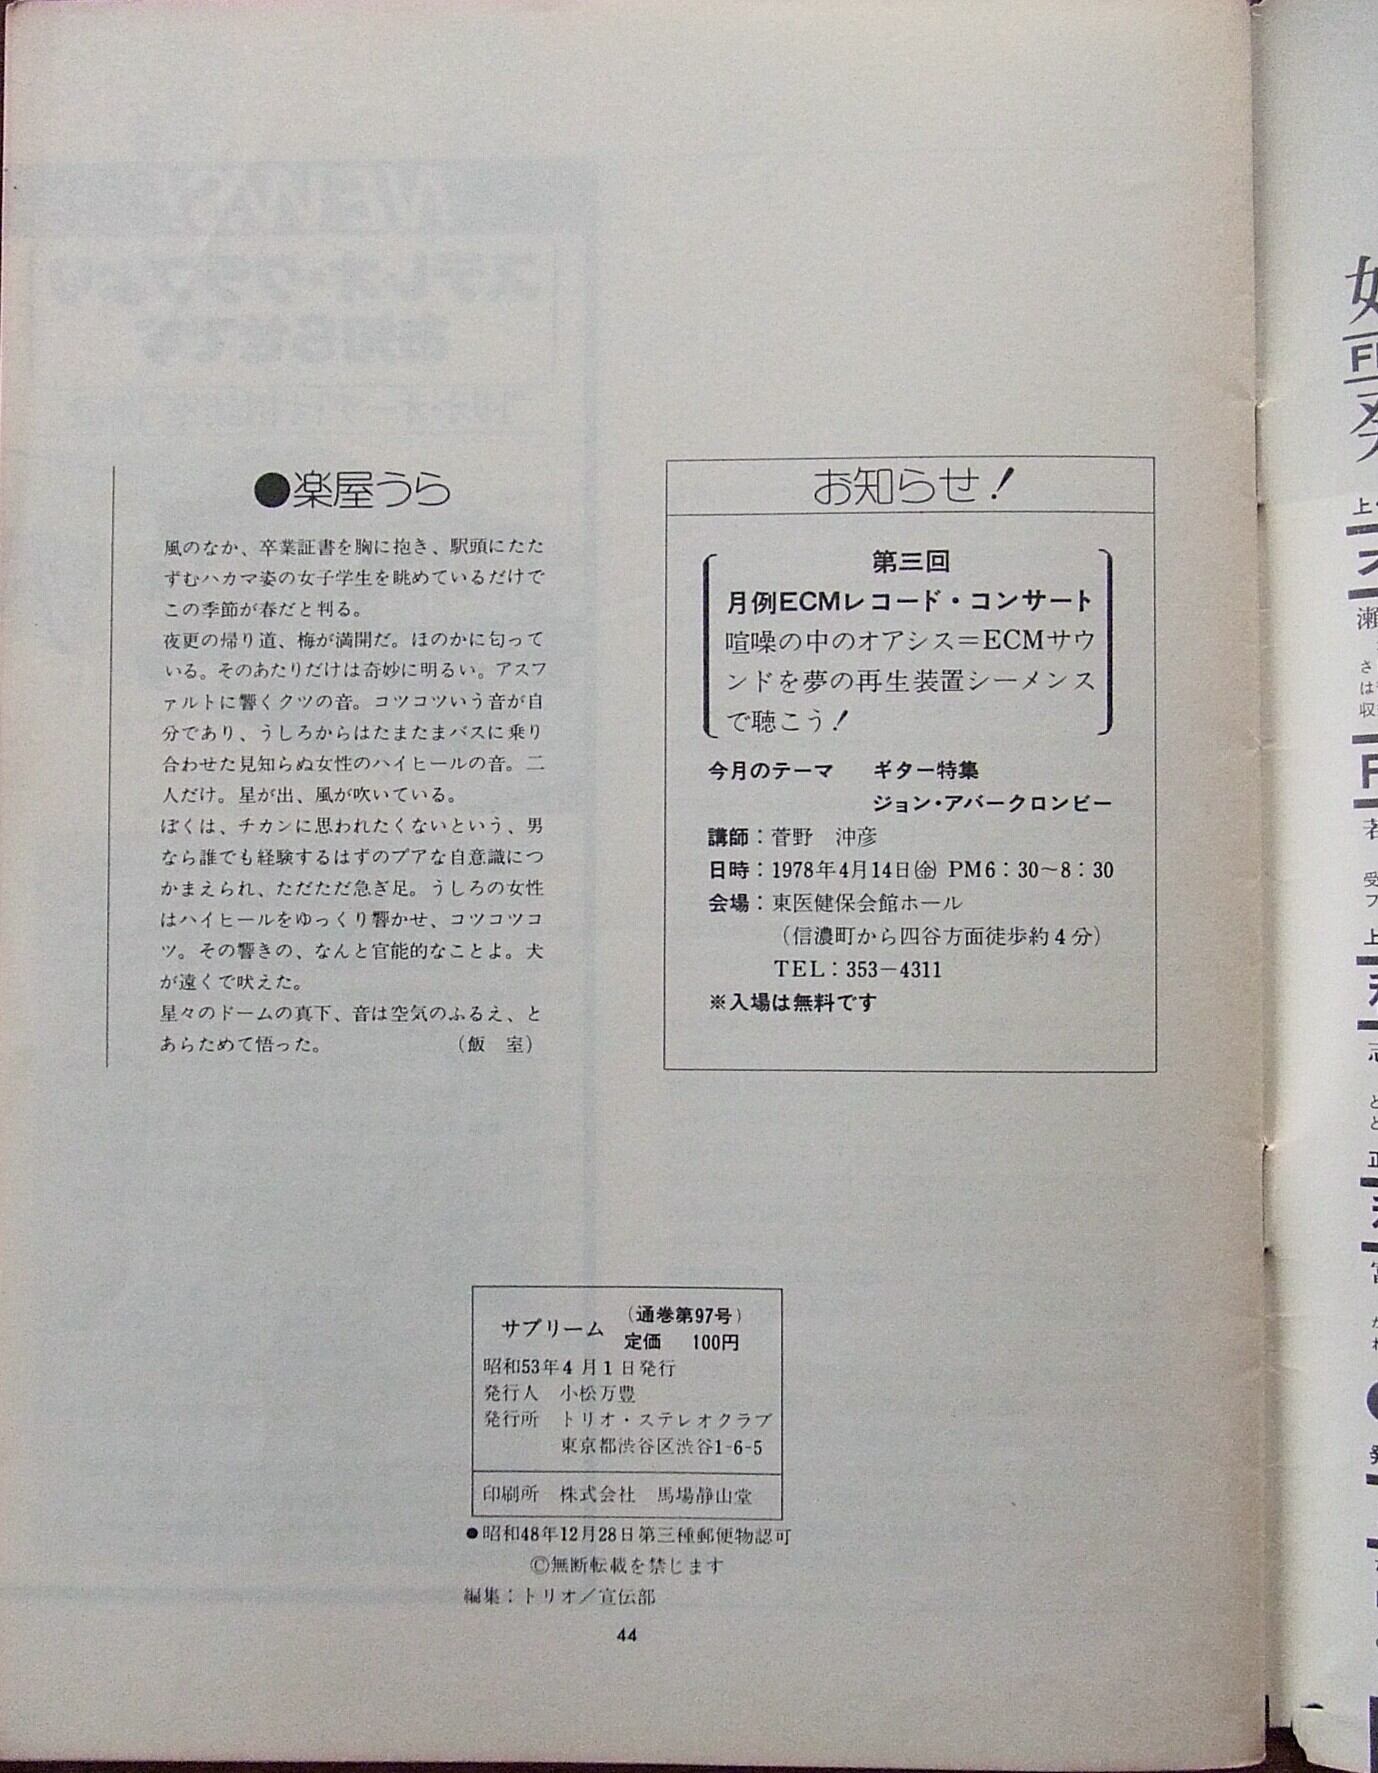 ●楽屋うら
風のなか、卒業証書を胸に抱き、駅頭にたた
ずむハカマ姿の女子学生を眺めているだけで
この季節が春だと判る。
夜更の帰り道、梅が満開だ。ほのかに匂って
いる。そのあたりだけは奇妙に明るい。アスフ
ァルトに響くクツの音。コツコツいう音が自
分であり、うしろからはたまたまバスに乗り
合わせた見知らぬ女性のハイヒールの音。二
人だけ。星が出、風が吹いている。
ぼくは、チカンに思われたくないという、男
なら誰でも経験するはずのプアな自意識につ
かまえられ、ただただ急ぎ足。うしろの女性
はハイヒールをゆっくり響かせ、コツコツコ
ツ。その響きの、なんと官能的なことよ。犬
が遠くで吠えた。
星々のドームの真下、音は空気のふるえ、と
あらためて悟った。（飯　室）
お知らせ！
第三回
月例ECMレコード・コンサート
喧噪の中のオアシス＝ECMサウ
ンドを夢の再生装置シーメンス
で聴こう！
今月のテーマ　ギター特集
ジョン・アバークロンビー
講師：菅野　沖彦
日時：1978年4月14日㈮ PM6：30～8：30
会場：東医健保会館ホール
（信濃町から四谷方面徒歩約4分）
TEL：353－4311
※入場は無料です
サプリーム （通巻第97号）
定価　100円
昭和53年4月1日発行
発行人　小松万豊
発行所　トリオ・ステレオクラブ
東京都渋谷区渋谷1-6-5
印刷所　株式会社　馬場静山堂
●昭和48年12月28日第三種郵便物認可
Ⓒ無断転載を禁じます
編集：トリオ／宣伝部
44